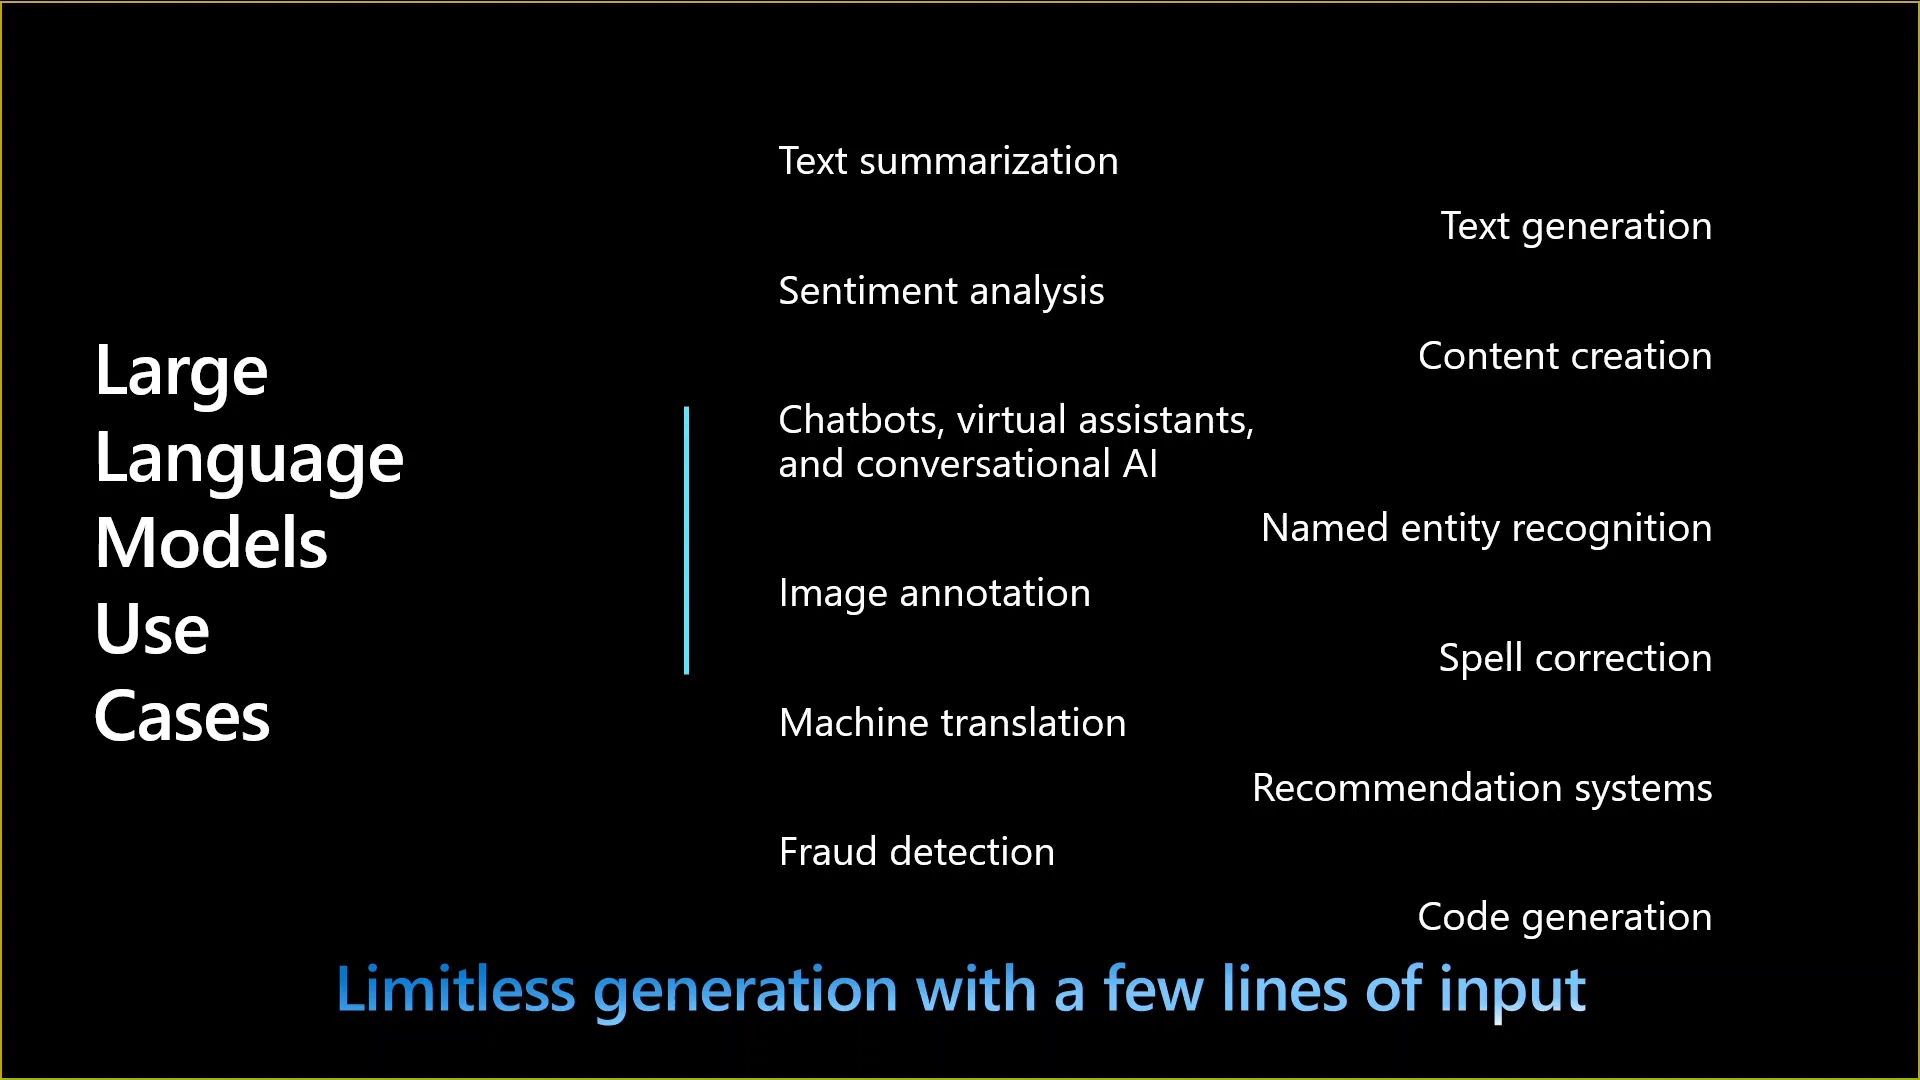 Large
Language
Models
Use
Cases
Text summarization
Text generation
Sentiment analysis
Content creation
Chatbots, virtual assistants,
and conversational AI
Named entity recognition
Image annotation
Spell correction
Machine translation
Recommendation systems
Fraud detection
Code generation
Limitless generation with a few lines of input